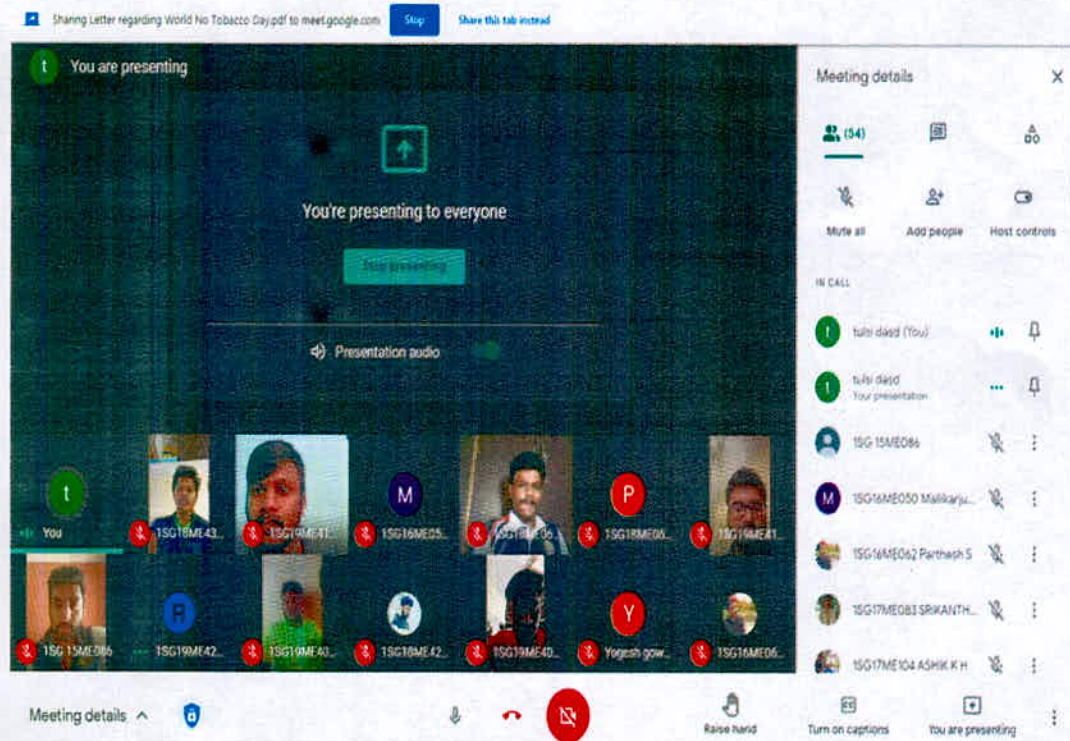 Sharing Letter regarding World No Tobacco Day.pdf to meet.google.com Stop Share this tab instead
t You are presenting
You're presenting to everyone
Stop presenting
Presentation audio
t You
1SG18ME43...
1SG19ME41...
M 1SG16ME05...
1SG18ME06...
P 1SG18ME06...
1SG19ME41...
1SG 15ME086
R 1SG19ME42...
1SG19ME40...
1SG18ME42...
1SG19ME40...
Y Yogesh gow...
1SG16ME06...
Meeting details
(54)
Mute all Add people Host controls
IN CALL
t tulsi dasd (You)
t tulsi dasd
Your presentation
1SG 15ME086
M 1SG16ME050 Mallikarju...
1SG16ME062 Parthesh S
1SG17ME083 SRIKANTH...
1SG17ME104 ASHIK K H
Meeting details
Raise hand
Turn on captions
You are presenting